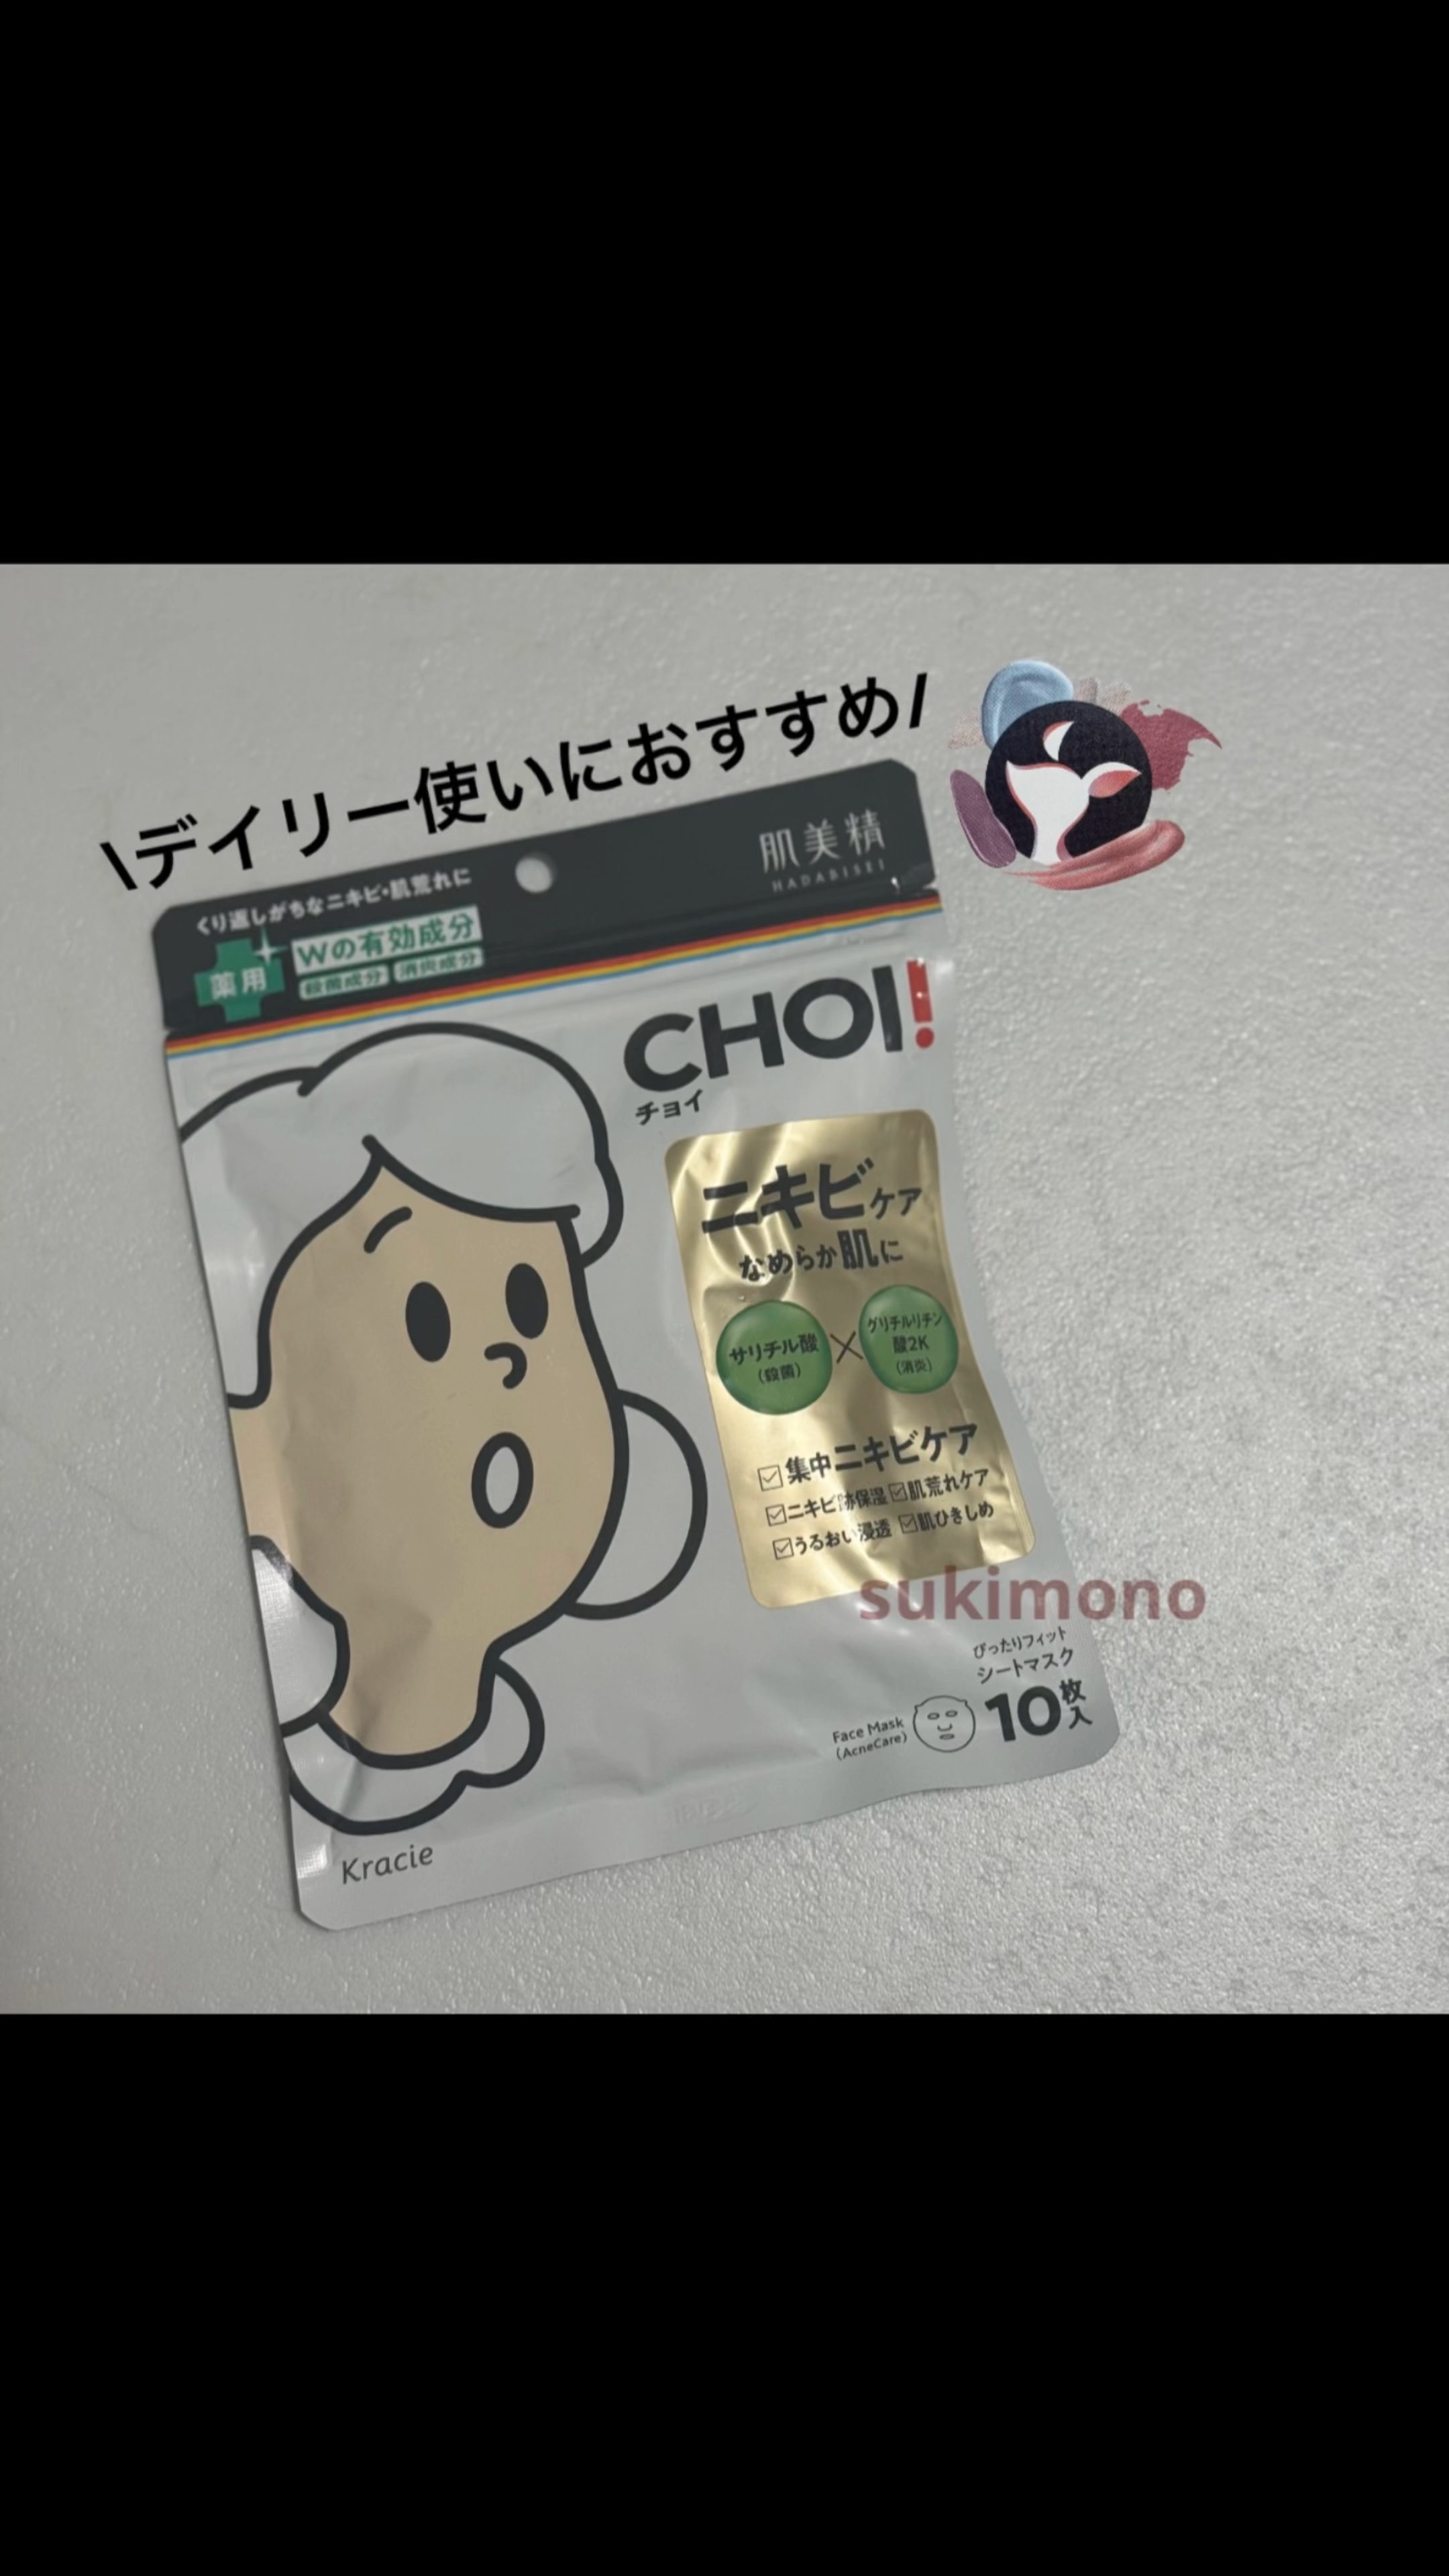 \デイリー使いにおすすめ/
肌美精
HADABISEI
くり返しがちなニキビ・肌荒れに
薬用
Wの有効成分
殺菌成分 消炎成分
CHOI!
チョイ
ニキビケア
なめらか肌に
サリチル酸
(殺菌)
×
グリチルリチン
酸2K
(消炎)
集中ニキビケア
ニキビ跡保湿 肌荒れケア
うるおい浸透 肌ひきしめ
sukimono
ぴったりフィット
シートマスク
10枚入
Face Mask
(AcneCare)
Kracie